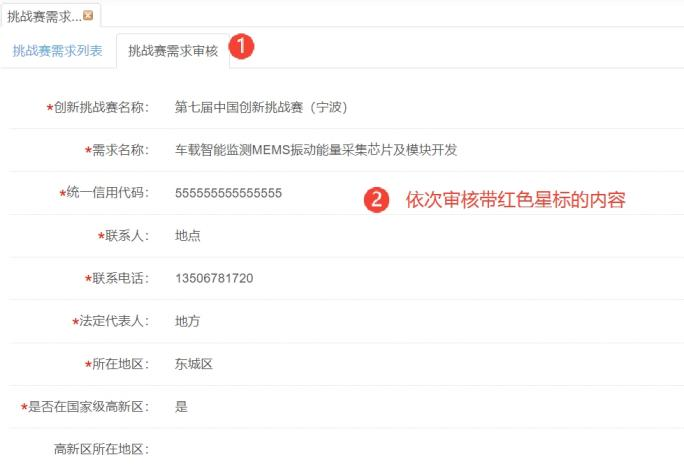 挑战赛需求...
挑战赛需求列表 挑战赛需求审核 1
*创新挑战赛名称： 第七届中国创新挑战赛（宁波）
*需求名称： 车载智能监测MEMS振动能量采集芯片及模块开发
*统一信用代码： 555555555555555
2 依次审核带红色星标的内容
*联系人： 地点
*联系电话： 13506781720
*法定代表人： 地方
*所在地区： 东城区
*是否在国家级高新区： 是
高新区所在地区：